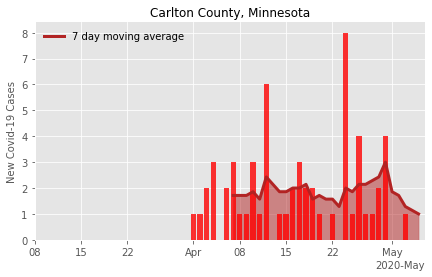 Carlton County, Minnesota
7 day moving average
New Covid-19 Cases
8
7
6
5
4
3
2
1
0
08 15 22 Apr 08 15 22 May
2020-May